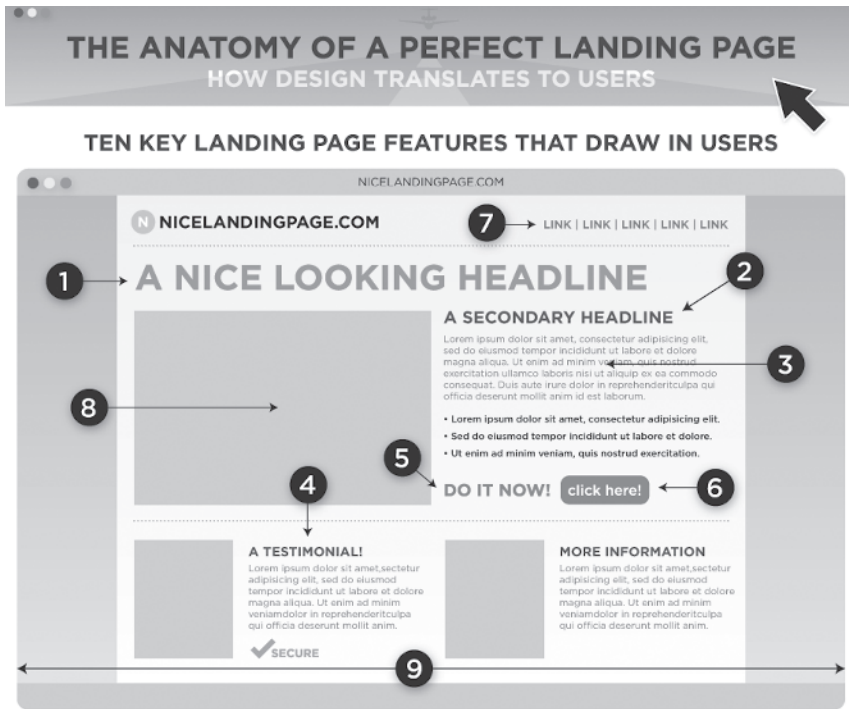 THE ANATOMY OF A PERFECT LANDING PAGE
HOW DESIGN TRANSLATES TO USERS
TEN KEY LANDING PAGE FEATURES THAT DRAW IN USERS
NICELANDINGPAGE.COM
N NICELANDINGPAGE.COM
7
LINK | LINK | LINK | LINK | LINK
1
A NICE LOOKING HEADLINE
2
A SECONDARY HEADLINE
Lorem ipsum dolor sit amet, consectetur adipisicing elit,
sed do eiusmod tempor incididunt ut labore et dolore
magna aliqua. Ut enim ad minim veniam, quis nostrud
exercitation ullamco laboris nisi ut aliquip ex ea commodo
consequat. Duis aute irure dolor in reprehenderitculpa qui
officia deserunt mollit anim id est laborum.
3
8
• Lorem ipsum dolor sit amet, consectetur adipisicing elit.
• Sed do eiusmod tempor incididunt ut labore et dolore.
• Ut enim ad minim veniam, quis nostrud exercitation.
5
DO IT NOW! click here!
6
4
A TESTIMONIAL!
Lorem ipsum dolor sit amet,sectetur
adipisicing elit, sed do eiusmod
tempor incididunt ut labore et dolore
magna aliqua. Ut enim ad minim
veniamdolor in reprehenderitculpa
qui officia deserunt mollit anim.
SECURE
MORE INFORMATION
Lorem ipsum dolor sit amet,sectetur
adipisicing elit, sed do eiusmod
tempor incididunt ut labore et dolore
magna aliqua. Ut enim ad minim
veniamdolor in reprehenderitculpa
qui officia deserunt mollit anim.
9